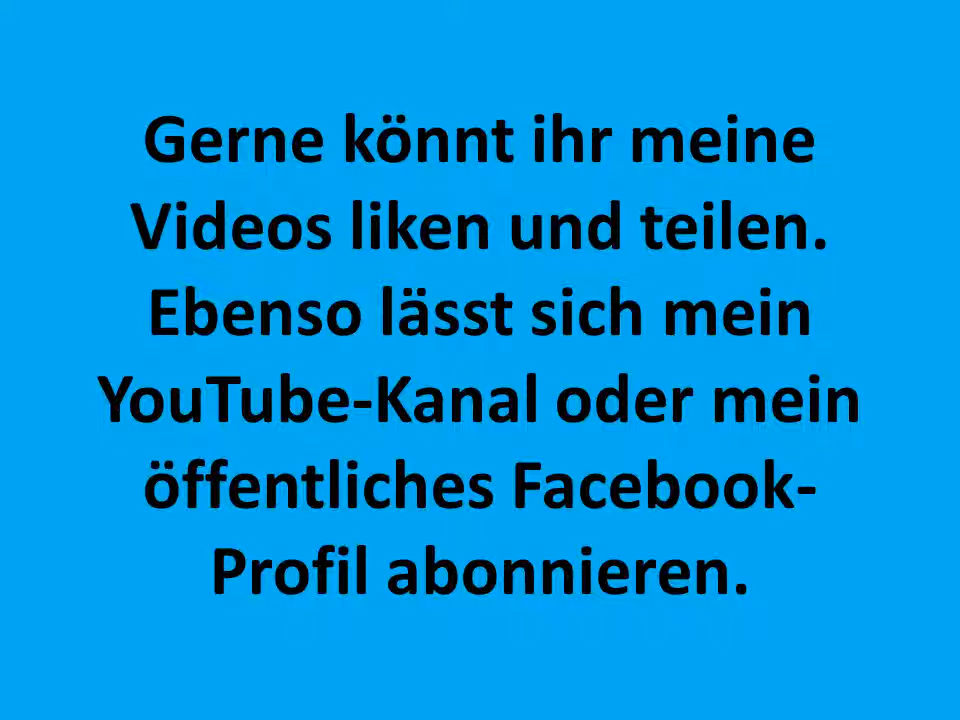 Gerne könnt ihr meine
Videos liken und teilen.
Ebenso lässt sich mein
YouTube-Kanal oder mein
öffentliches Facebook-
Profil abonnieren.